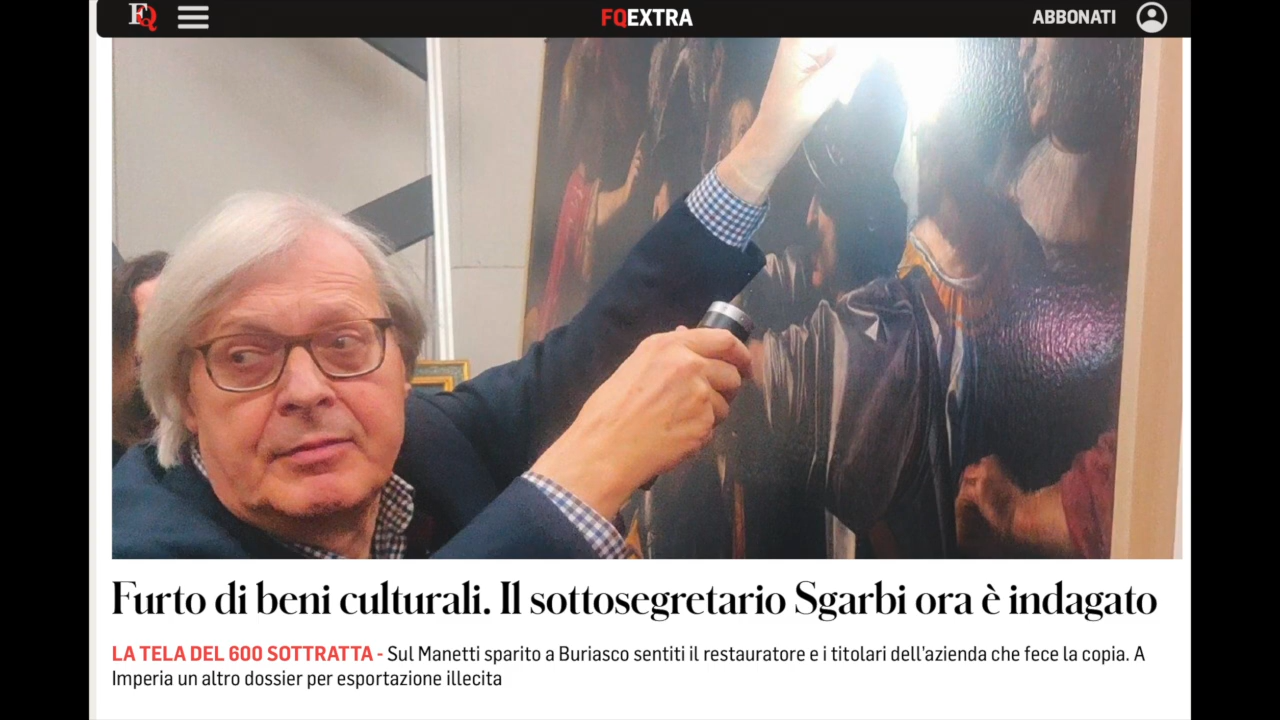 FQ
FQEXTRA
ABBONATI
Furto di beni culturali. Il sottosegretario Sgarbi ora è indagato
LA TELA DEL 600 SOTTRATTA - Sul Manetti sparito a Buriasco sentiti il restauratore e i titolari dell'azienda che fece la copia. A
Imperia un altro dossier per esportazione illecita